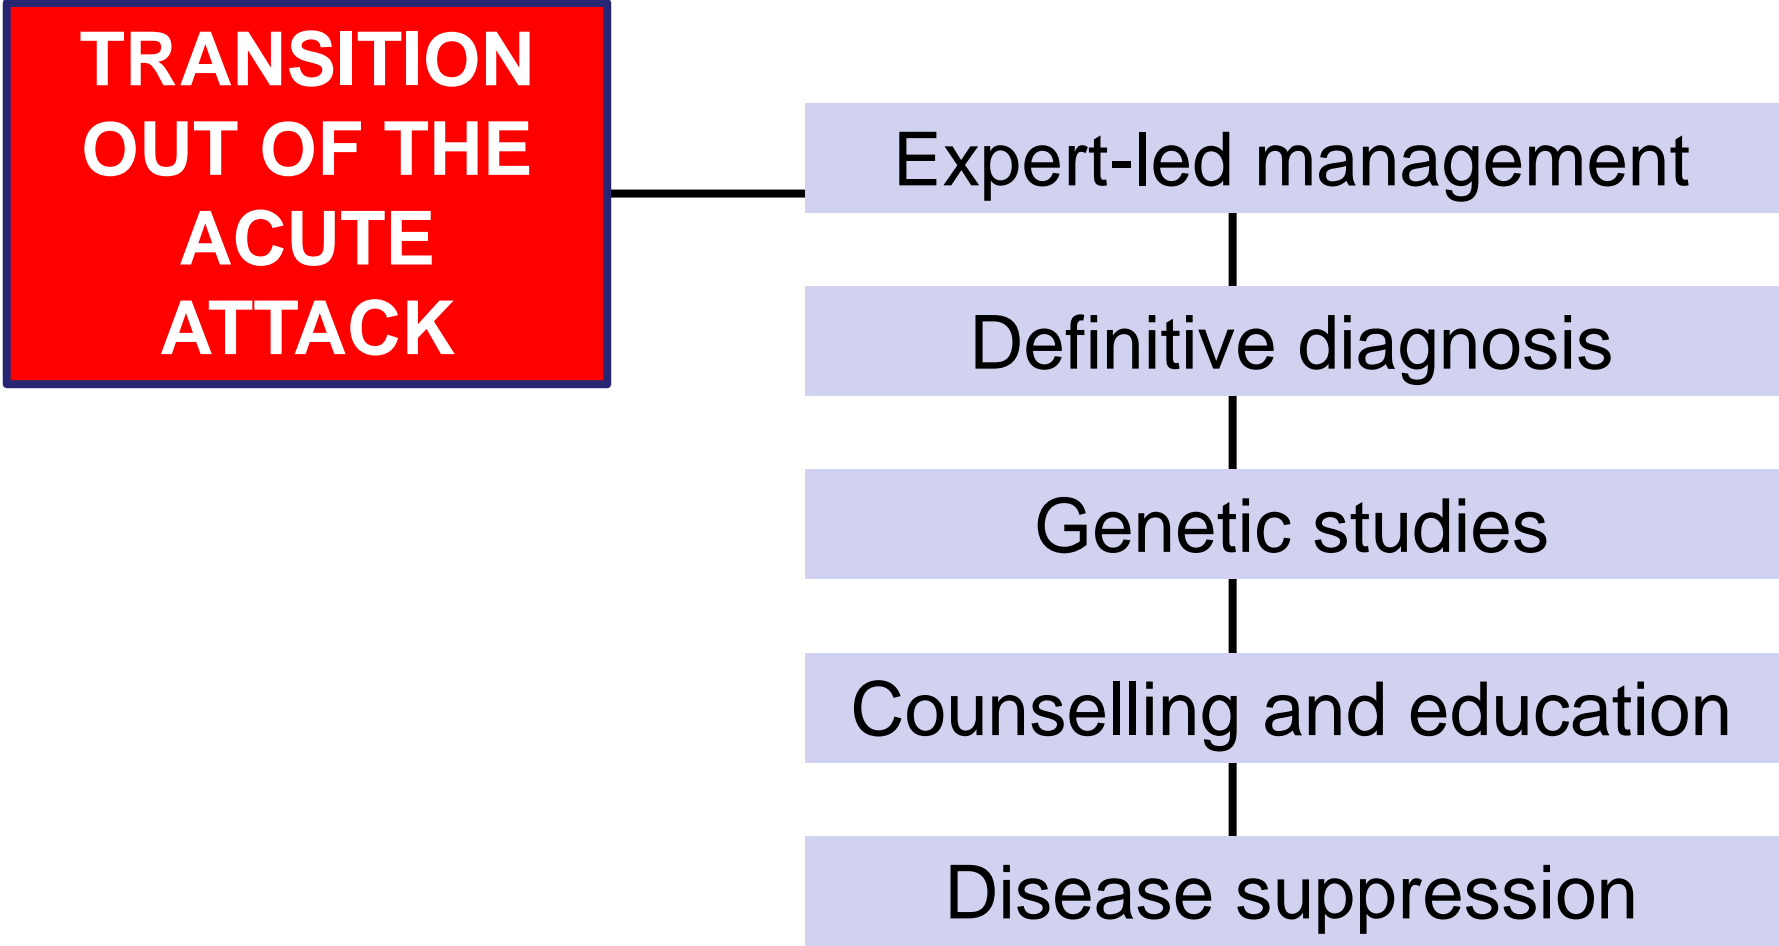 TRANSITION
OUT OF THE
ACUTE
ATTACK
Expert-led management
Definitive diagnosis
Genetic studies
Counselling and education
Disease suppression